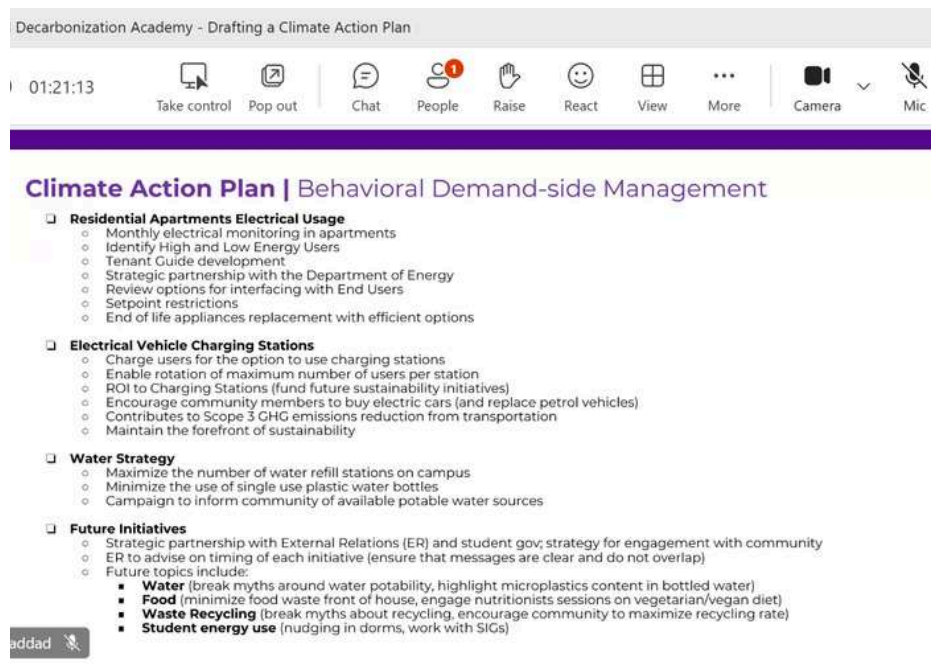 Decarbonization Academy - Drafting a Climate Action Plan
01:21:13
Take control Pop out Chat People Raise React View More Camera Mic
1
Climate Action Plan | Behavioral Demand-side Management
Residential Apartments Electrical Usage
Monthly electrical monitoring in apartments
Identify High and Low Energy Users
Tenant Guide development
Strategic partnership with the Department of Energy
Review options for interfacing with End Users
Setpoint restrictions
End of life appliances replacement with efficient options
Electrical Vehicle Charging Stations
Charge users for the option to use charging stations
Enable rotation of maximum number of users per station
ROI to Charging Stations (fund future sustainability initiatives)
Encourage community members to buy electric cars (and replace petrol vehicles)
Contributes to Scope 3 GHG emissions reduction from transportation
Maintain the forefront of sustainability
Water Strategy
Maximize the number of water refill stations on campus
Minimize the use of single use plastic water bottles
Campaign to inform community of available potable water sources
Future Initiatives
Strategic partnership with External Relations (ER) and student gov; strategy for engagement with community
ER to advise on timing of each initiative (ensure that messages are clear and do not overlap)
Future topics include:
Water (break myths around water potability, highlight microplastics content in bottled water)
Food (minimize food waste front of house, engage nutritionists sessions on vegetarian/vegan diet)
Waste Recycling (break myths about recycling, encourage community to maximize recycling rate)
Student energy use (nudging in dorms, work with SIGs)
addad